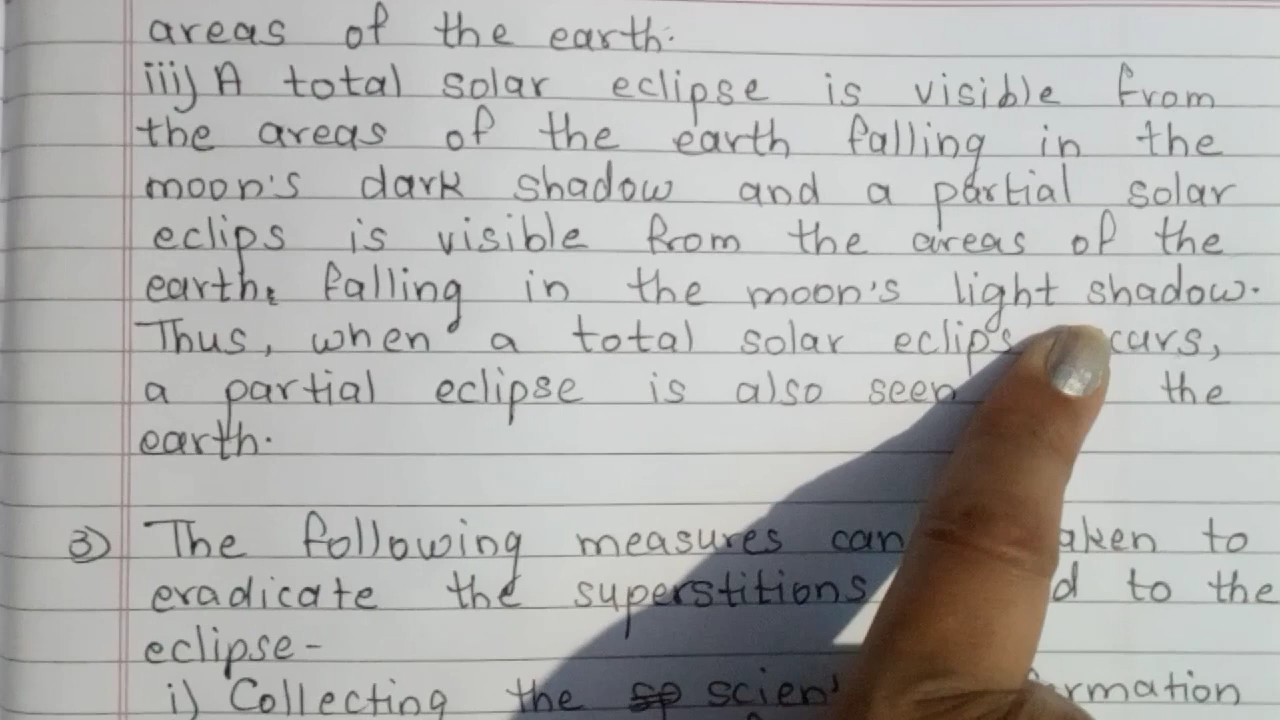 areas of the earth.
iii) A total solar eclipse is visible from
the areas of the earth falling in the
moon's dark shadow and a partial solar
eclips is visible from the areas of the
earth falling in the moon's light shadow.
Thus, when a total solar eclips
a partial eclipse is also seen the
earth.
3) The following measures can to
eradicate the superstitions to the
eclipse-
i) Collecting the